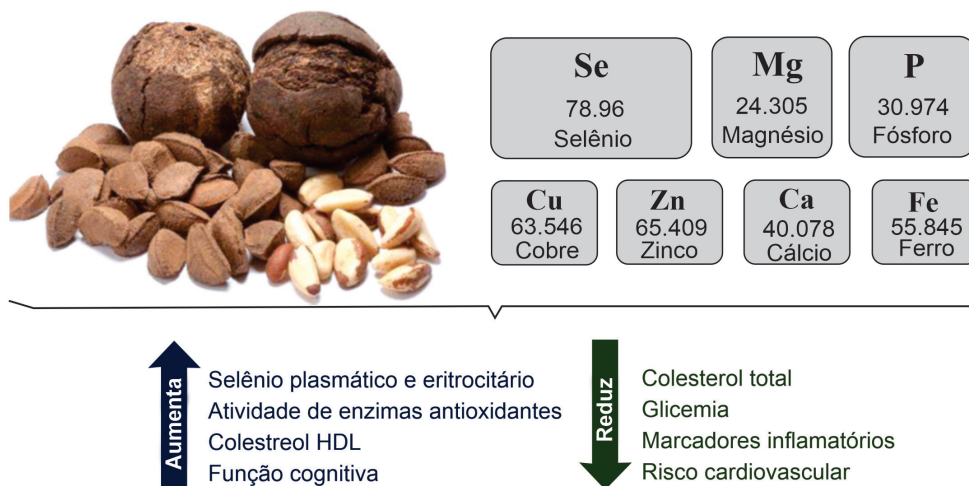 Se
78.96
Selênio
Mg
24.305
Magnésio
P
30.974
Fósforo
Cu
63.546
Cobre
Zn
65.409
Zinco
Ca
40.078
Cálcio
Fe
55.845
Ferro
Aumenta
Selênio plasmático e eritrocitário
Atividade de enzimas antioxidantes
Colestreol HDL
Função cognitiva
Reduz
Colesterol total
Glicemia
Marcadores inflamatórios
Risco cardiovascular